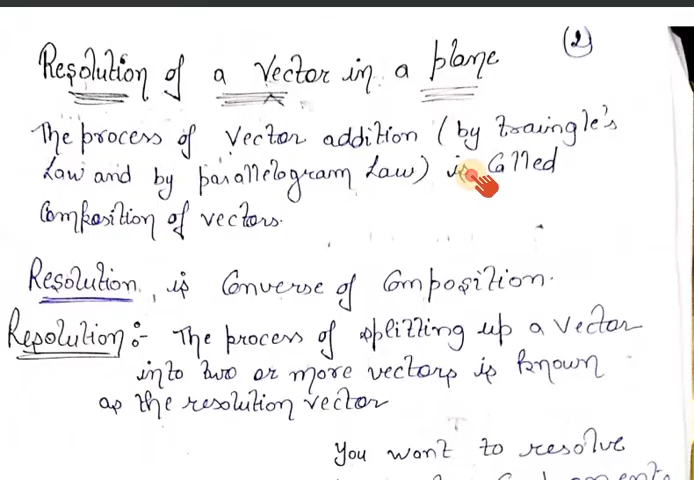 (2)
Resolution of a vector in a plane
The process of vector addition (by traingle's
Law and by parallelogram Law) is called
Composition of vectors.
Resolution is converse of Composition.
Resolution :- The process of splitting up a vector
into two or more vectors is known
as the resolution vector
You want to resolve